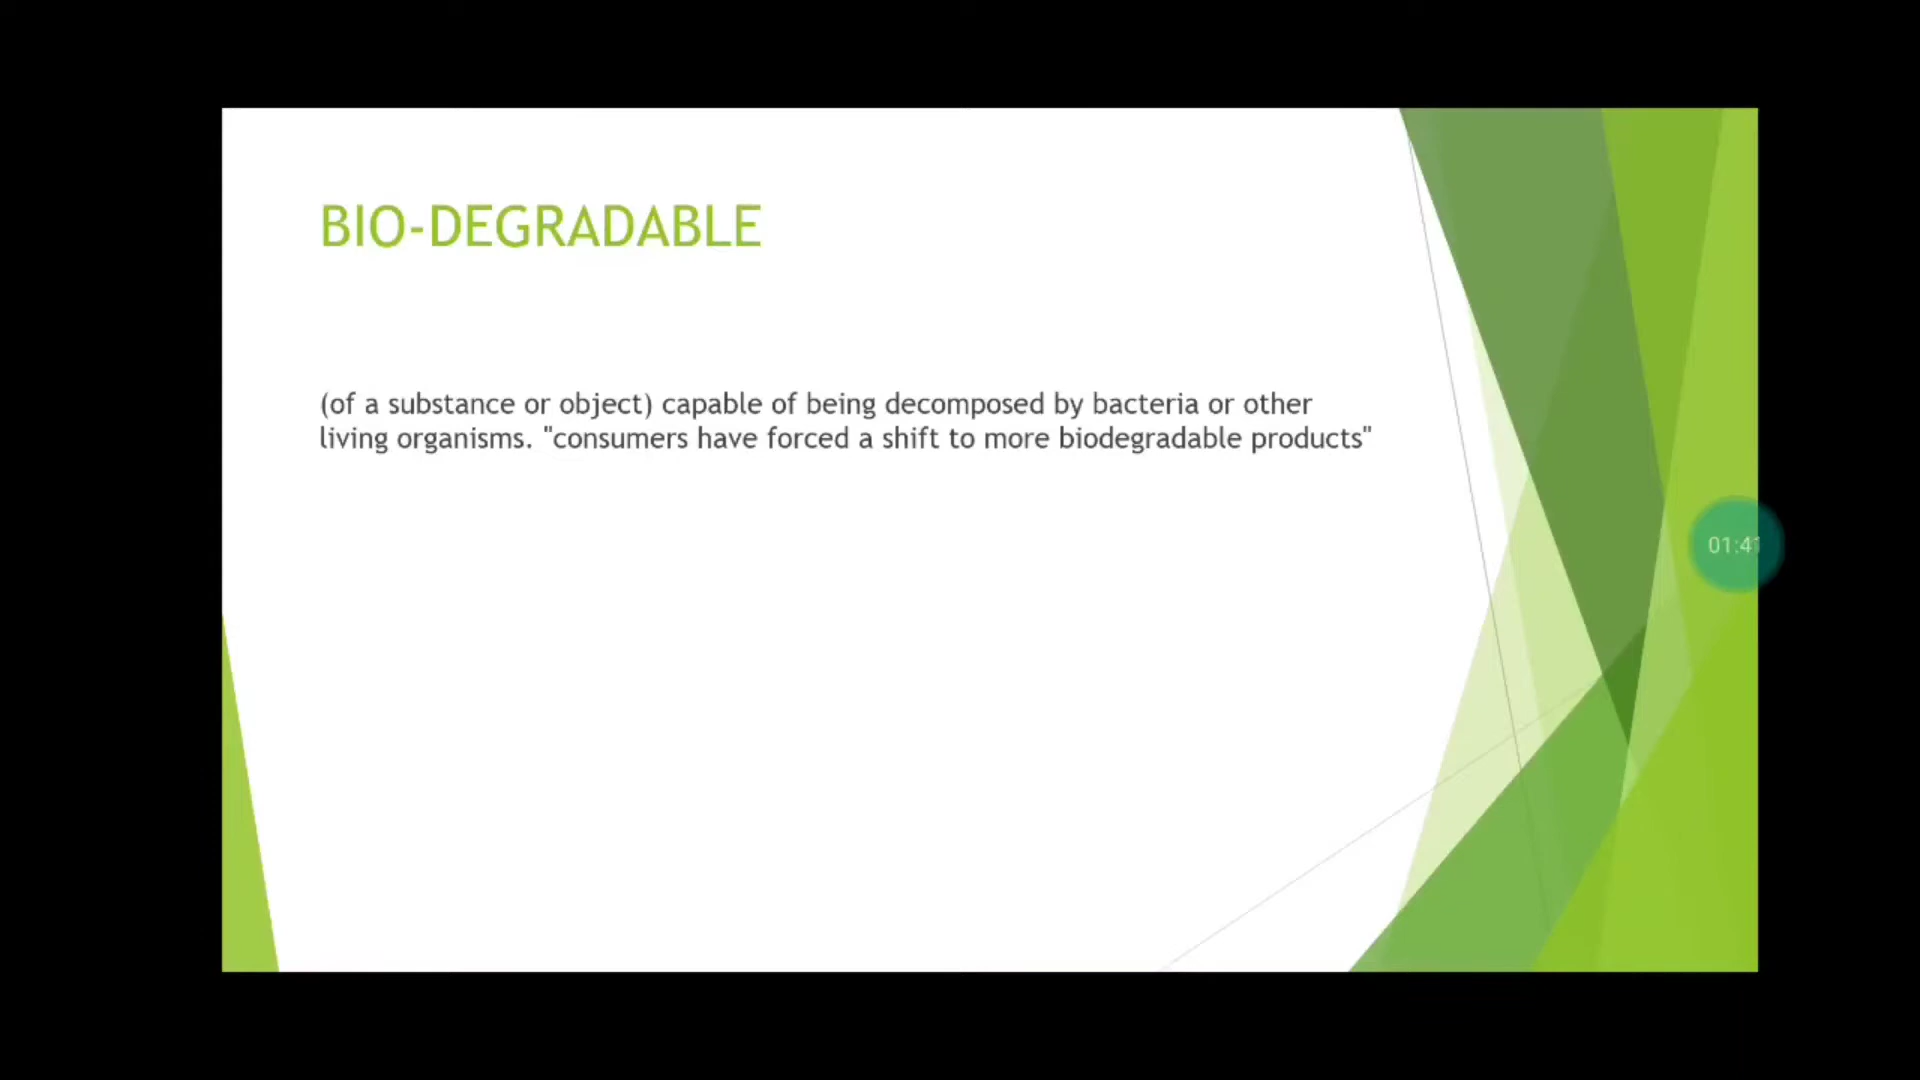 BIO-DEGRADABLE
(of a substance or object) capable of being decomposed by bacteria or other
living organisms. "consumers have forced a shift to more biodegradable products"
01:41